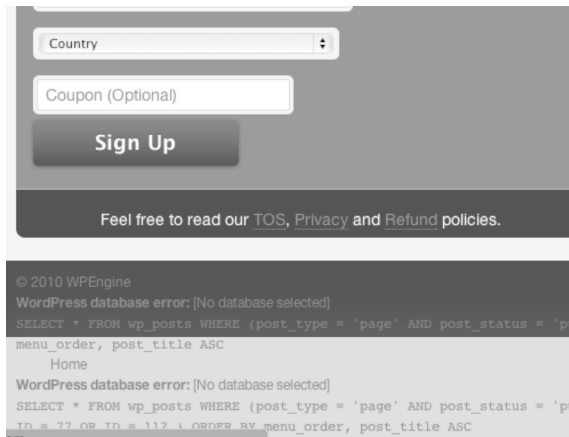 Country
Coupon (Optional)
Sign Up
Feel free to read our TOS, Privacy and Refund policies.
© 2010 WPEngine
WordPress database error: [No database selected]
SELECT * FROM wp_posts WHERE (post_type = 'page' AND post_status = 'p
menu_order, post_title ASC
Home
WordPress database error: [No database selected]
SELECT * FROM wp_posts WHERE (post_type = 'page' AND post_status = 'p
ID = 77 OR ID = 112 ) ORDER BY menu_order, post_title ASC